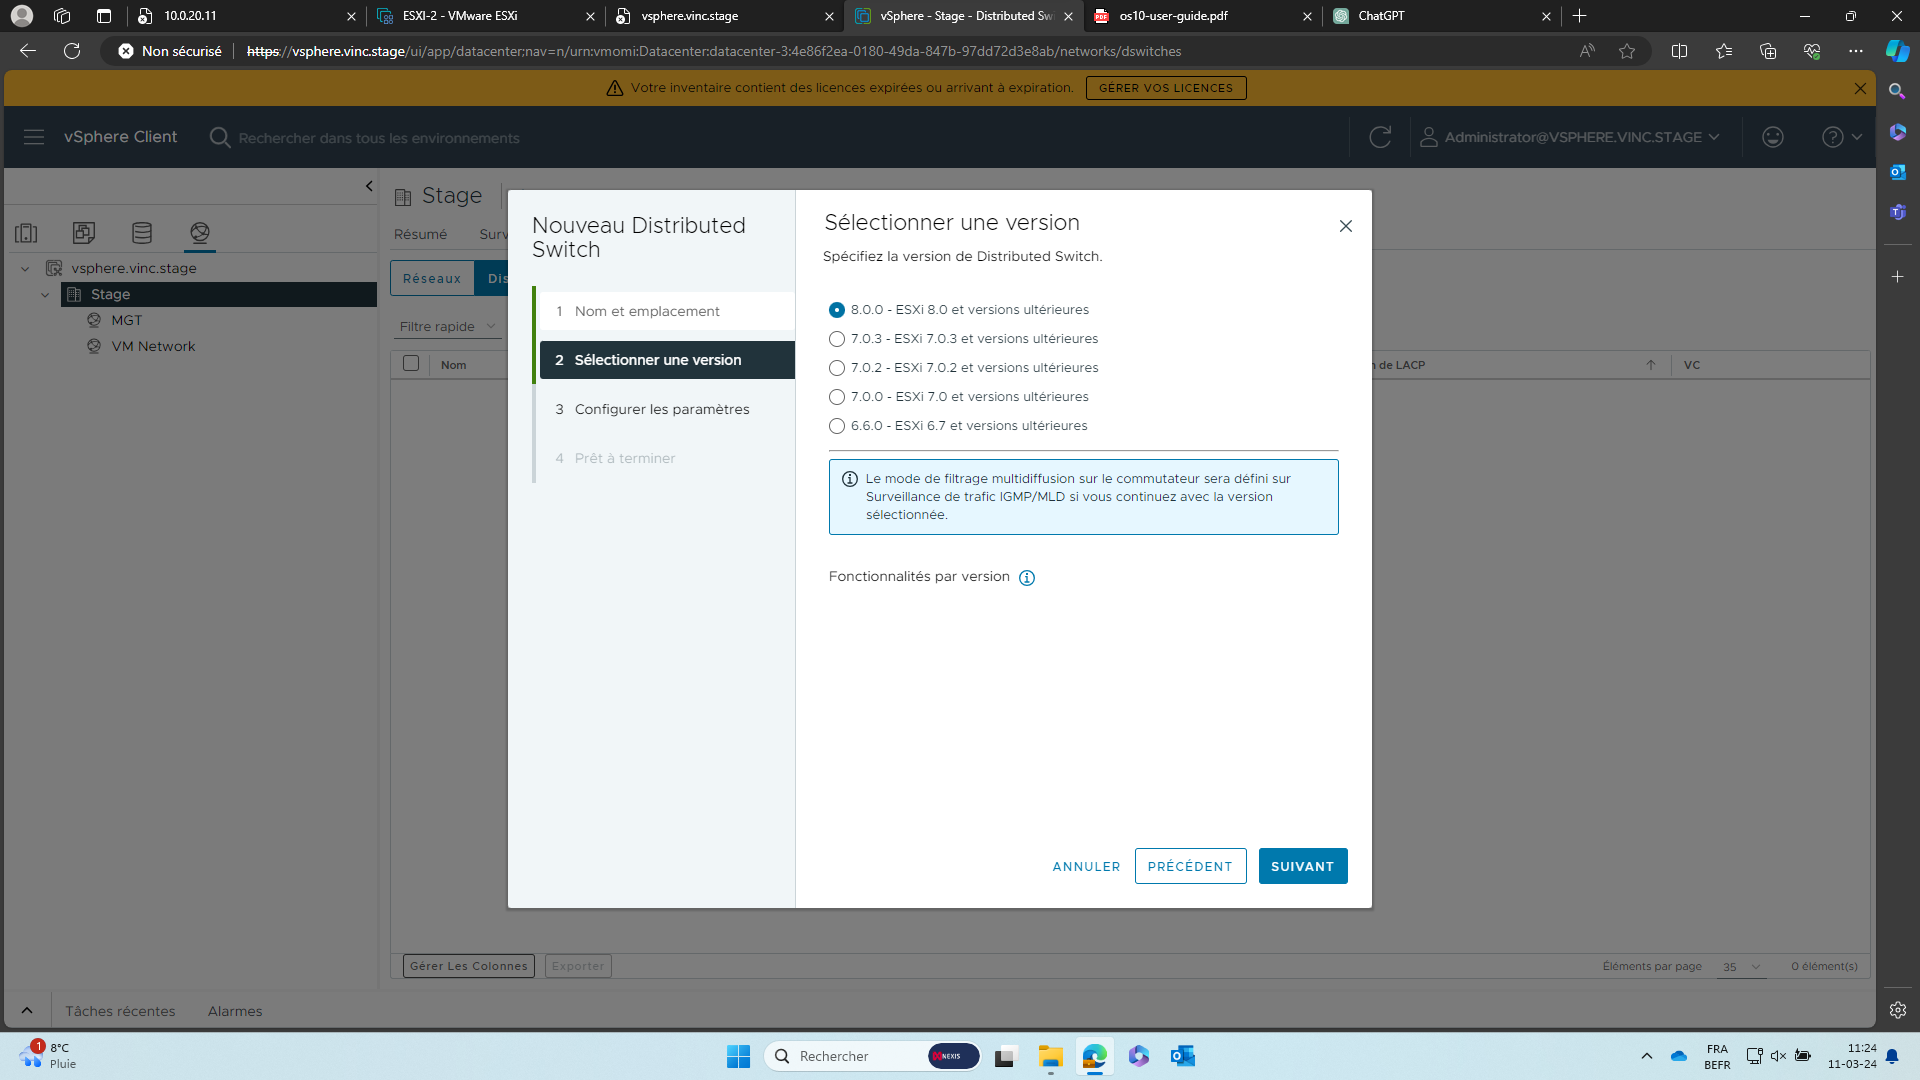 10.0.20.11
ESXI-2 - VMware ESXi
vsphere.vinc.stage
vSphere - Stage - Distributed Sw
os10-user-guide.pdf
ChatGPT
Non sécurisé
https://vsphere.vinc.stage/ui/app/datacenter;nav=n/urn:vmomi:Datacenter:datacenter-3:4e86f2ea-0180-49da-847b-97dd72d3e8ab/networks/dswitches
Votre inventaire contient des licences expirées ou arrivant à expiration.
GÉRER VOS LICENCES
vSphere Client
Rechercher dans tous les environnements
Administrator@VSPHERE.VINC.STAGE
Stage
Résumé
Surv
vsphere.vinc.stage
Stage
MGT
VM Network
Réseaux
Dis
Filtre rapide
Nom
n de LACP
VC
Nouveau Distributed
Switch
1 Nom et emplacement
2 Sélectionner une version
3 Configurer les paramètres
4 Prêt à terminer
Sélectionner une version
Spécifiez la version de Distributed Switch.
8.0.0 - ESXi 8.0 et versions ultérieures
7.0.3 - ESXi 7.0.3 et versions ultérieures
7.0.2 - ESXi 7.0.2 et versions ultérieures
7.0.0 - ESXi 7.0 et versions ultérieures
6.6.0 - ESXi 6.7 et versions ultérieures
Le mode de filtrage multidiffusion sur le commutateur sera défini sur
Surveillance de trafic IGMP/MLD si vous continuez avec la version
sélectionnée.
Fonctionnalités par version
ANNULER
PRÉCÉDENT
SUIVANT
Gérer Les Colonnes
Exporter
Éléments par page
35
0 élément(s)
Tâches récentes
Alarmes
1
8°C
Pluie
Rechercher
NEXIS
FRA
BEFR
11:24
11-03-24